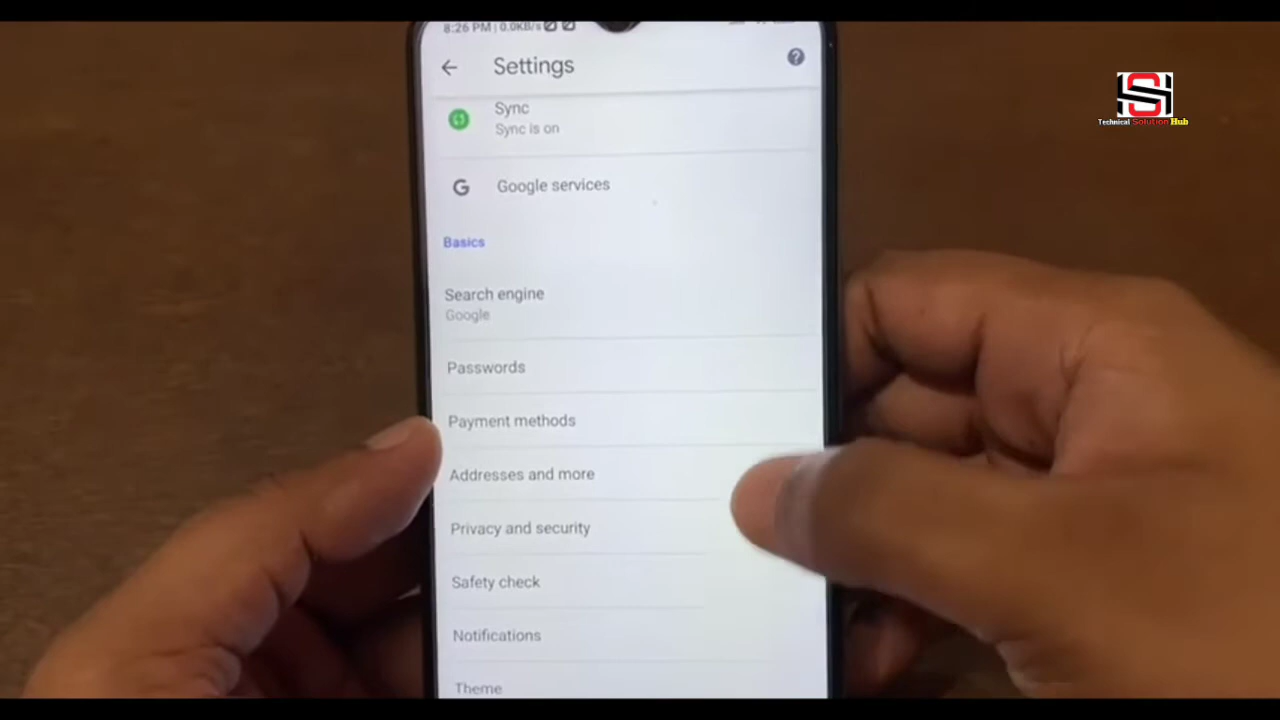 8:26 PM | 0.0KB/s
Settings
Sync
Sync is on
Google services
Basics
Search engine
Google
Passwords
Payment methods
Addresses and more
Privacy and security
Safety check
Notifications
Theme
Technical Solution Hub